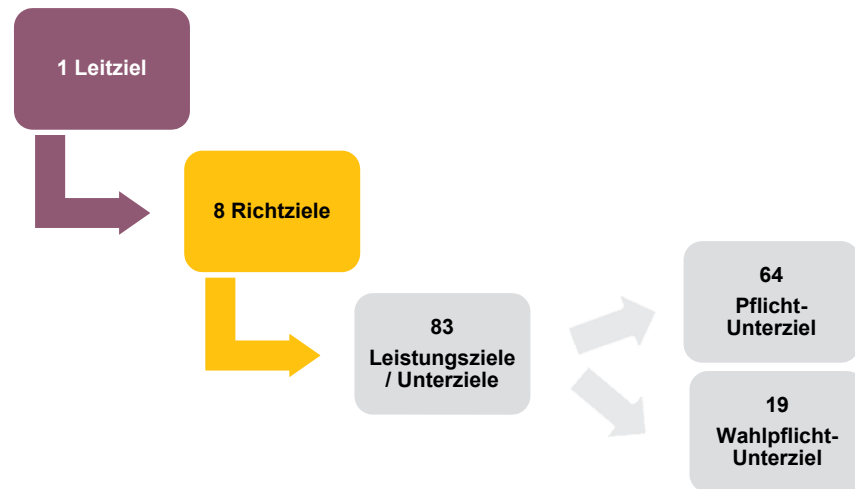 1 Leitziel
8 Richtziele
83
Leistungsziele
/ Unterziele
64
Pflicht-
Unterziel
19
Wahlpflicht-
Unterziel